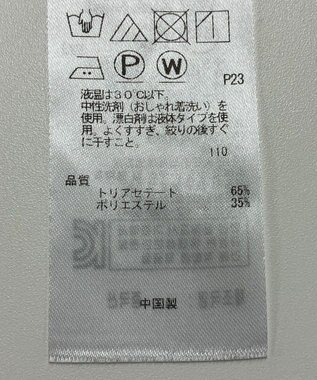 P
W
P23
液温は30℃以下、
中性洗剤（おしゃれ着洗い）を
使用。漂白剤は液体タイプを使
用。よくすすぎ、絞りの後すぐ
に干すこと。
110
品質
トリアセテート 65%
ポリエステル 35%
中国製